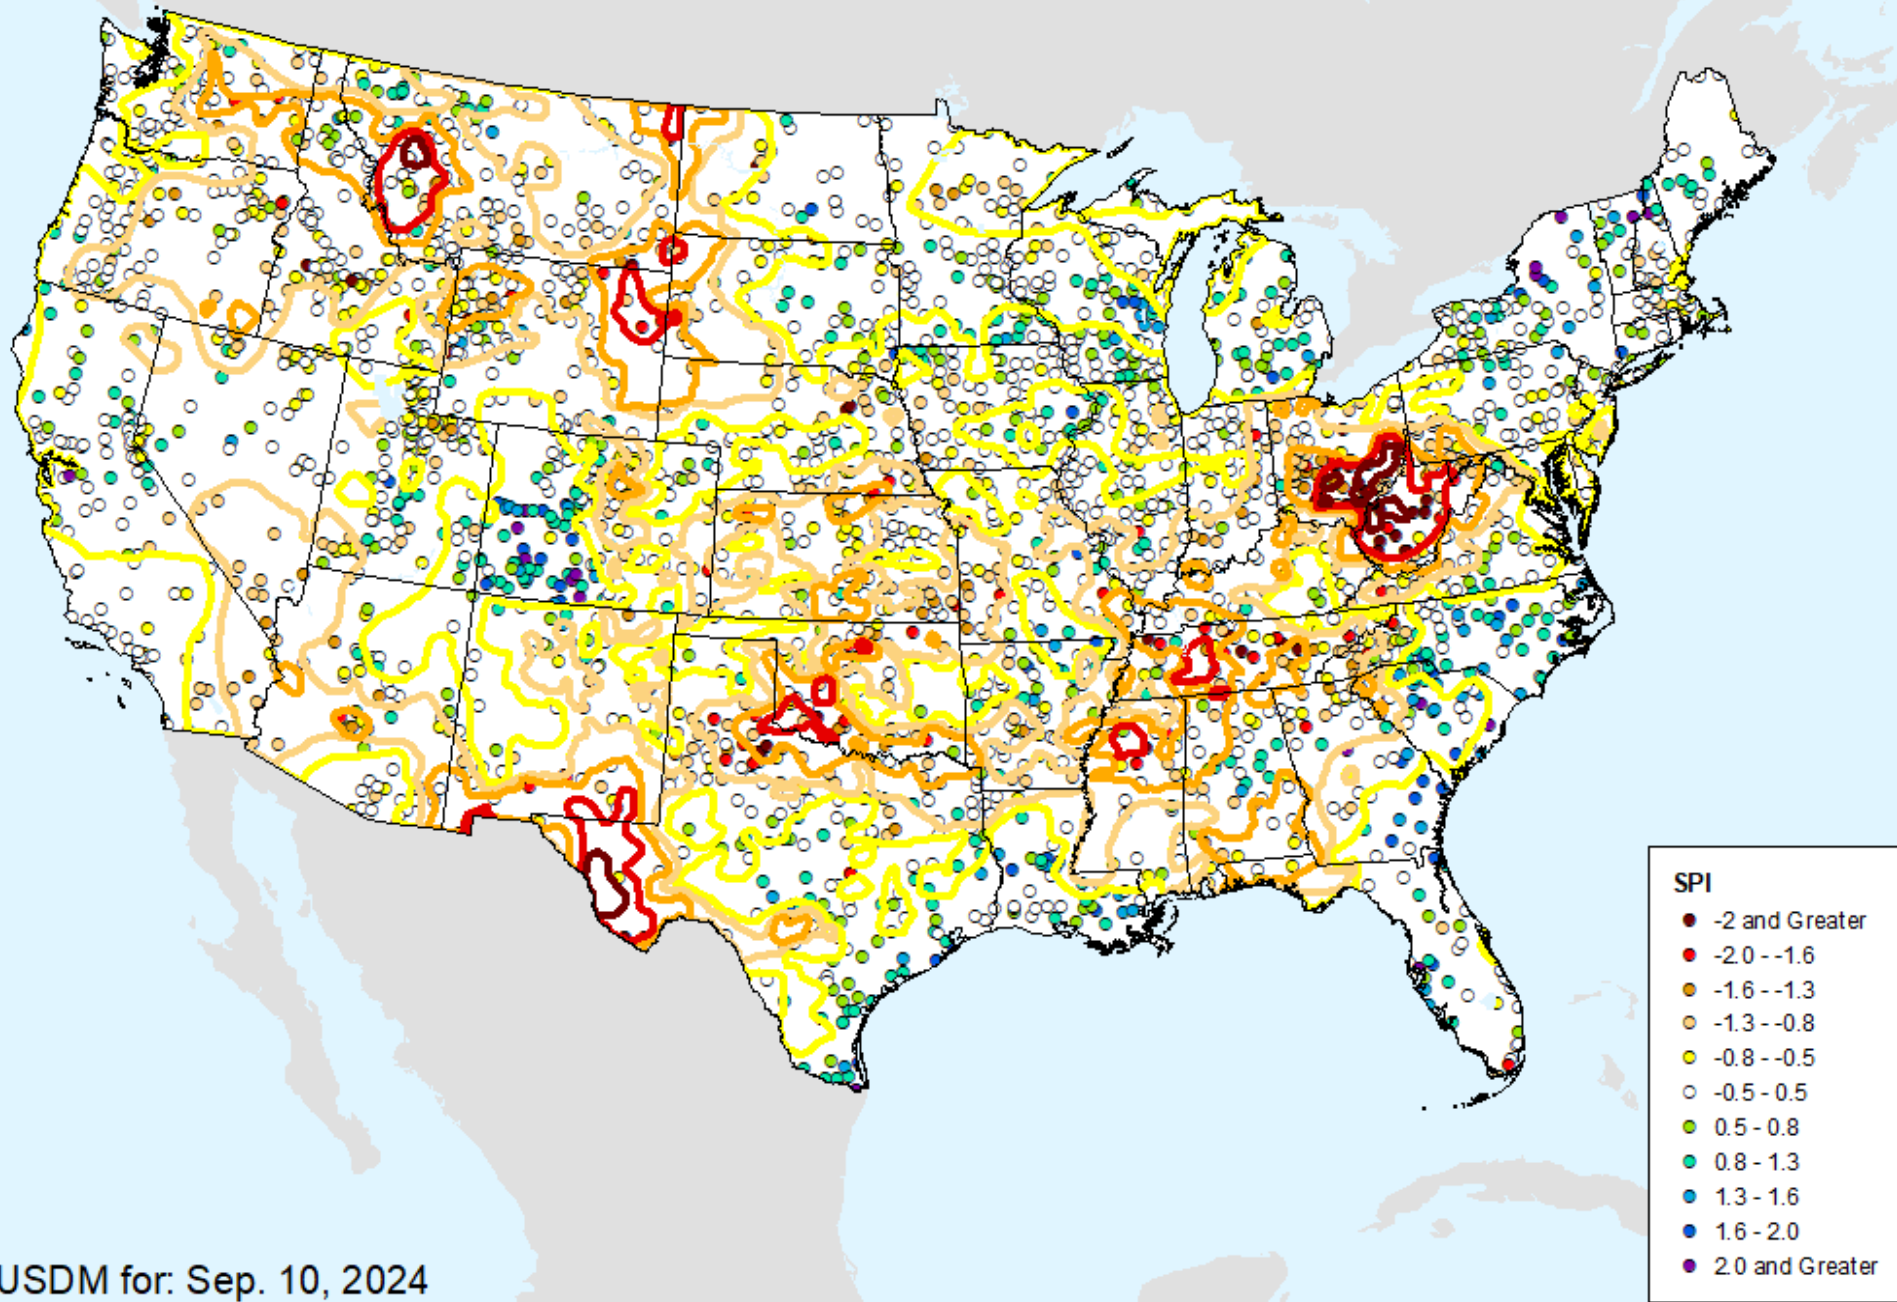 SPI
-2 and Greater
-2.0 - -1.6
-1.6 - -1.3
-1.3 - -0.8
-0.8 - -0.5
-0.5 - 0.5
0.5 - 0.8
0.8 - 1.3
1.3 - 1.6
1.6 - 2.0
2.0 and Greater
USDM for: Sep. 10, 2024